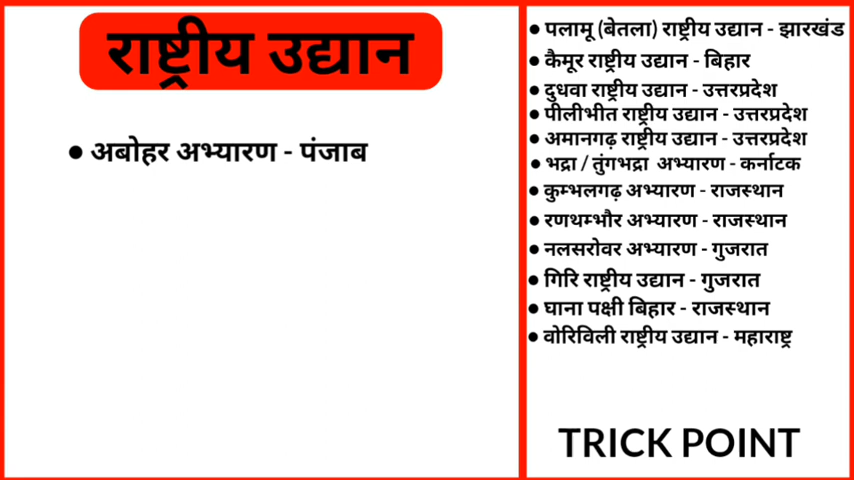 राष्ट्रीय उद्यान
● अबोहर अभ्यारण - पंजाब
● पलामू (बेतला) राष्ट्रीय उद्यान - झारखंड
● कैमूर राष्ट्रीय उद्यान - बिहार
● दुधवा राष्ट्रीय उद्यान - उत्तरप्रदेश
● पीलीभीत राष्ट्रीय उद्यान - उत्तरप्रदेश
● अमानगढ़ राष्ट्रीय उद्यान - उत्तरप्रदेश
● भद्रा / तुंगभद्रा अभ्यारण - कर्नाटक
● कुम्भलगढ़ अभ्यारण - राजस्थान
● रणथम्भौर अभ्यारण - राजस्थान
● नलसरोवर अभ्यारण - गुजरात
● गिरि राष्ट्रीय उद्यान - गुजरात
● घाना पक्षी बिहार - राजस्थान
● वोरिविली राष्ट्रीय उद्यान - महाराष्ट्र
TRICK POINT